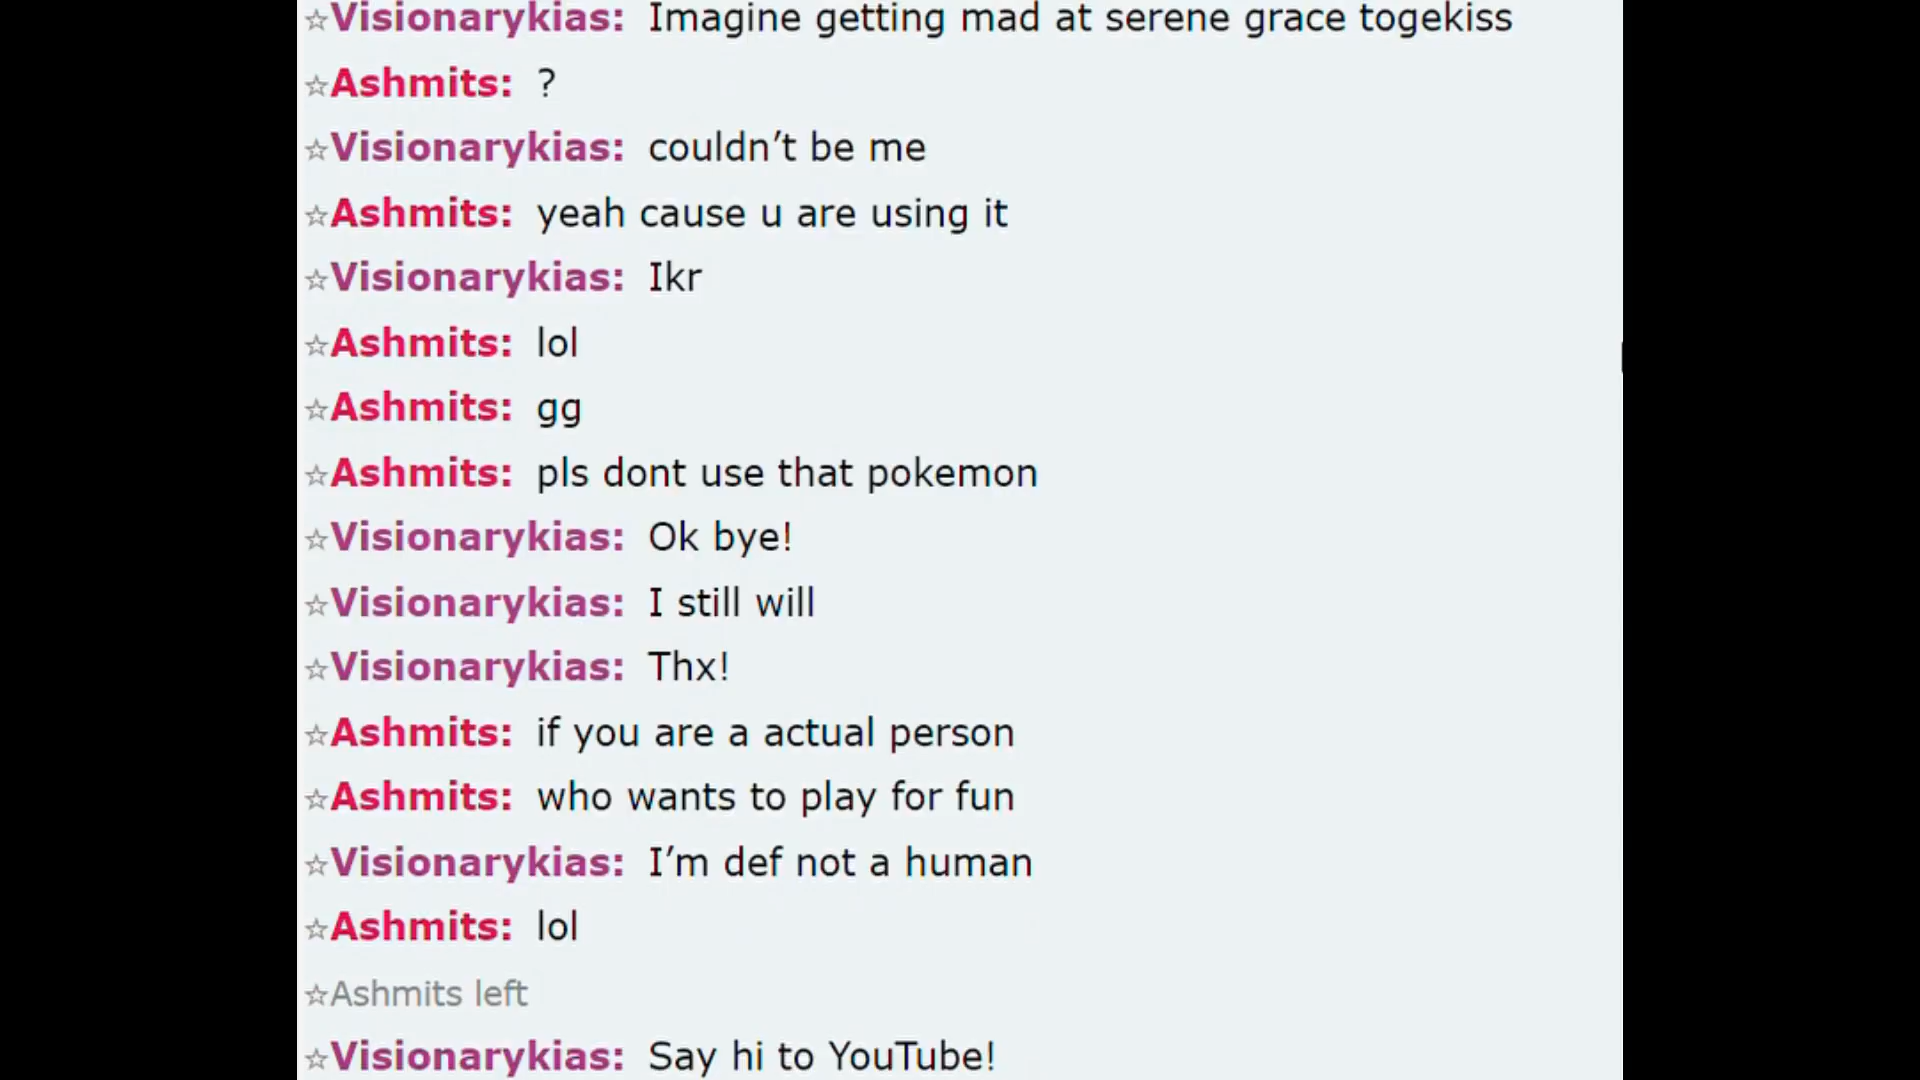 ☆Visionarykias: Imagine getting mad at serene grace togekiss
☆Ashmits: ?
☆Visionarykias: couldn’t be me
☆Ashmits: yeah cause u are using it
☆Visionarykias: Ikr
☆Ashmits: lol
☆Ashmits: gg
☆Ashmits: pls dont use that pokemon
☆Visionarykias: Ok bye!
☆Visionarykias: I still will
☆Visionarykias: Thx!
☆Ashmits: if you are a actual person
☆Ashmits: who wants to play for fun
☆Visionarykias: I’m def not a human
☆Ashmits: lol
☆Ashmits left
☆Visionarykias: Say hi to YouTube!